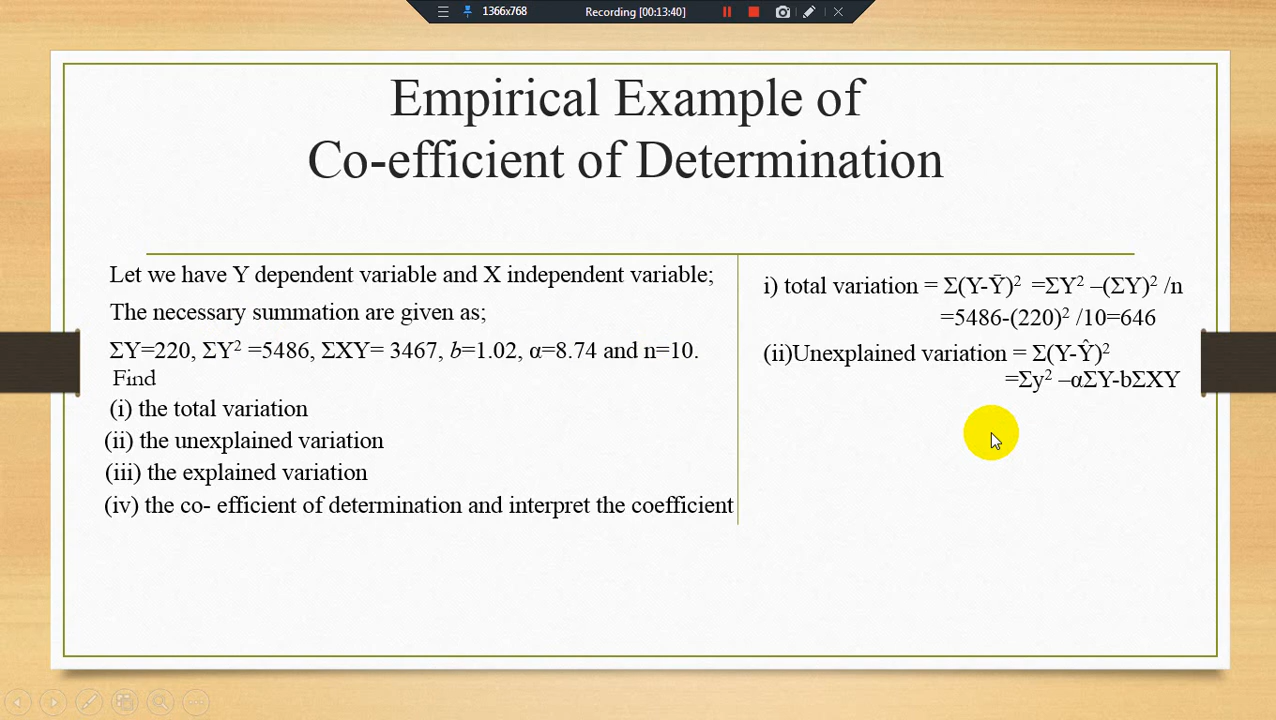 1366x768
Recording [00:13:40]
Empirical Example of
Co-efficient of Determination
Let we have Y dependent variable and X independent variable;
The necessary summation are given as;
ΣY=220, ΣY² =5486, ΣXY= 3467, b=1.02, α=8.74 and n=10.
Find
(i) the total variation
(ii) the unexplained variation
(iii) the explained variation
(iv) the co- efficient of determination and interpret the coefficient
i) total variation = Σ(Y-Ȳ)² =ΣY² –(ΣY)² /n
=5486-(220)² /10=646
(ii)Unexplained variation = Σ(Y-Ŷ)²
=Σy² –αΣY-bΣXY